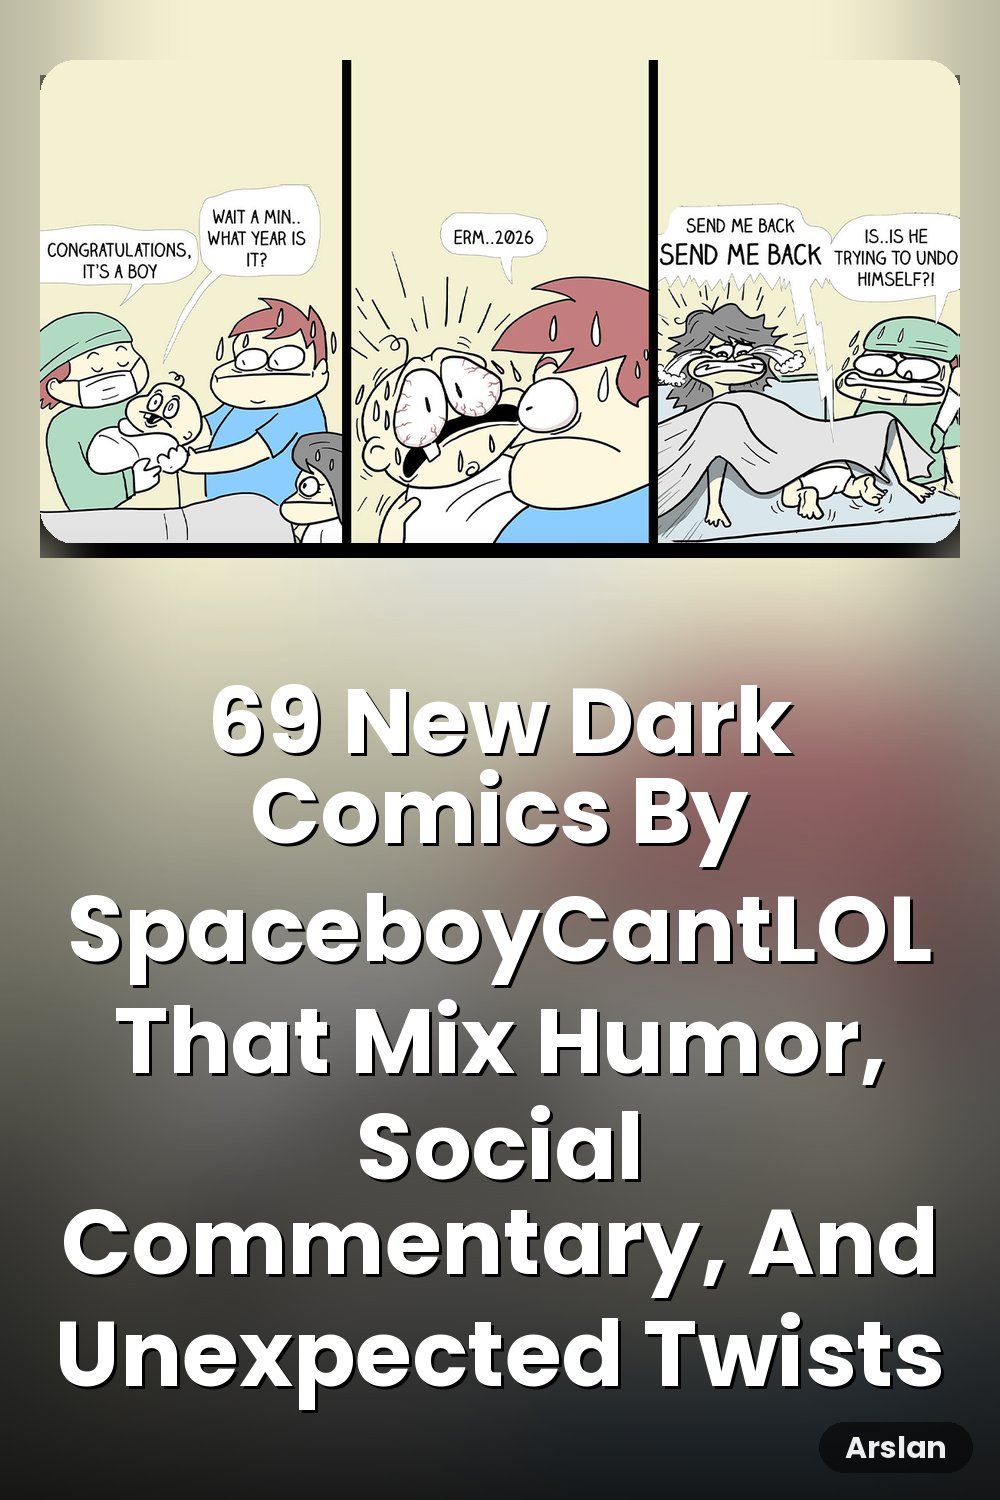 CONGRATULATIONS,
IT'S A BOY
WAIT A MIN..
WHAT YEAR IS
IT?
ERM..2026
SEND ME BACK
SEND ME BACK
IS..IS HE
TRYING TO UNDO
HIMSELF?!
69 New Dark
Comics By
SpaceboyCantLOL
That Mix Humor,
Social
Commentary, And
Unexpected Twists
Arslan